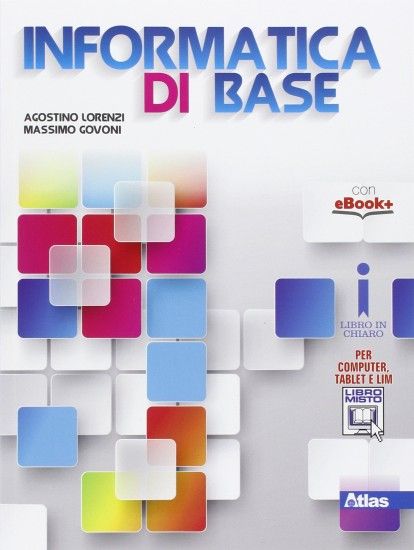 INFORMATICA
DI BASE
AGOSTINO LORENZI
MASSIMO GOVONI
con
eBook+
LIBRO IN
CHIARO
PER
COMPUTER,
TABLET E LIM
LIBRO
MISTO
Atlas